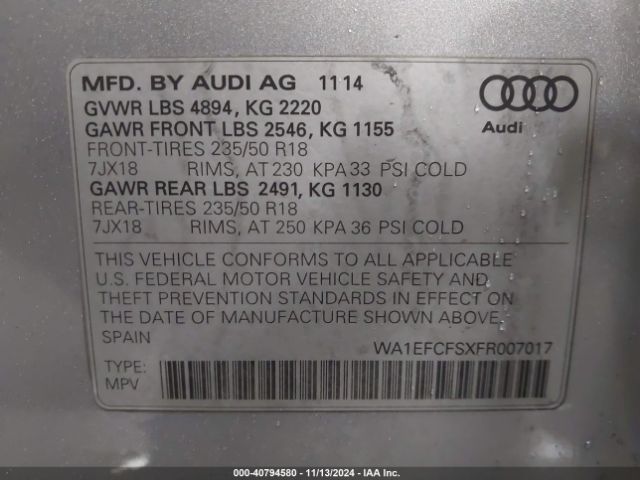 MFD. BY AUDI AG 11 14
GVWR LBS 4894, KG 2220
GAWR FRONT LBS 2546, KG 1155
FRONT-TIRES 235/50 R18
7JX18 RIMS, AT 230 KPA 33 PSI COLD
GAWR REAR LBS 2491, KG 1130
REAR-TIRES 235/50 R18
7JX18 RIMS, AT 250 KPA 36 PSI COLD
Audi
THIS VEHICLE CONFORMS TO ALL APPLICABLE
U.S. FEDERAL MOTOR VEHICLE SAFETY AND
THEFT PREVENTION STANDARDS IN EFFECT ON
THE DATE OF MANUFACTURE SHOWN ABOVE.
SPAIN
WA1EFCFSXFR007017
TYPE:
MPV
000-40794580 - 11/13/2024 - IAA Inc.